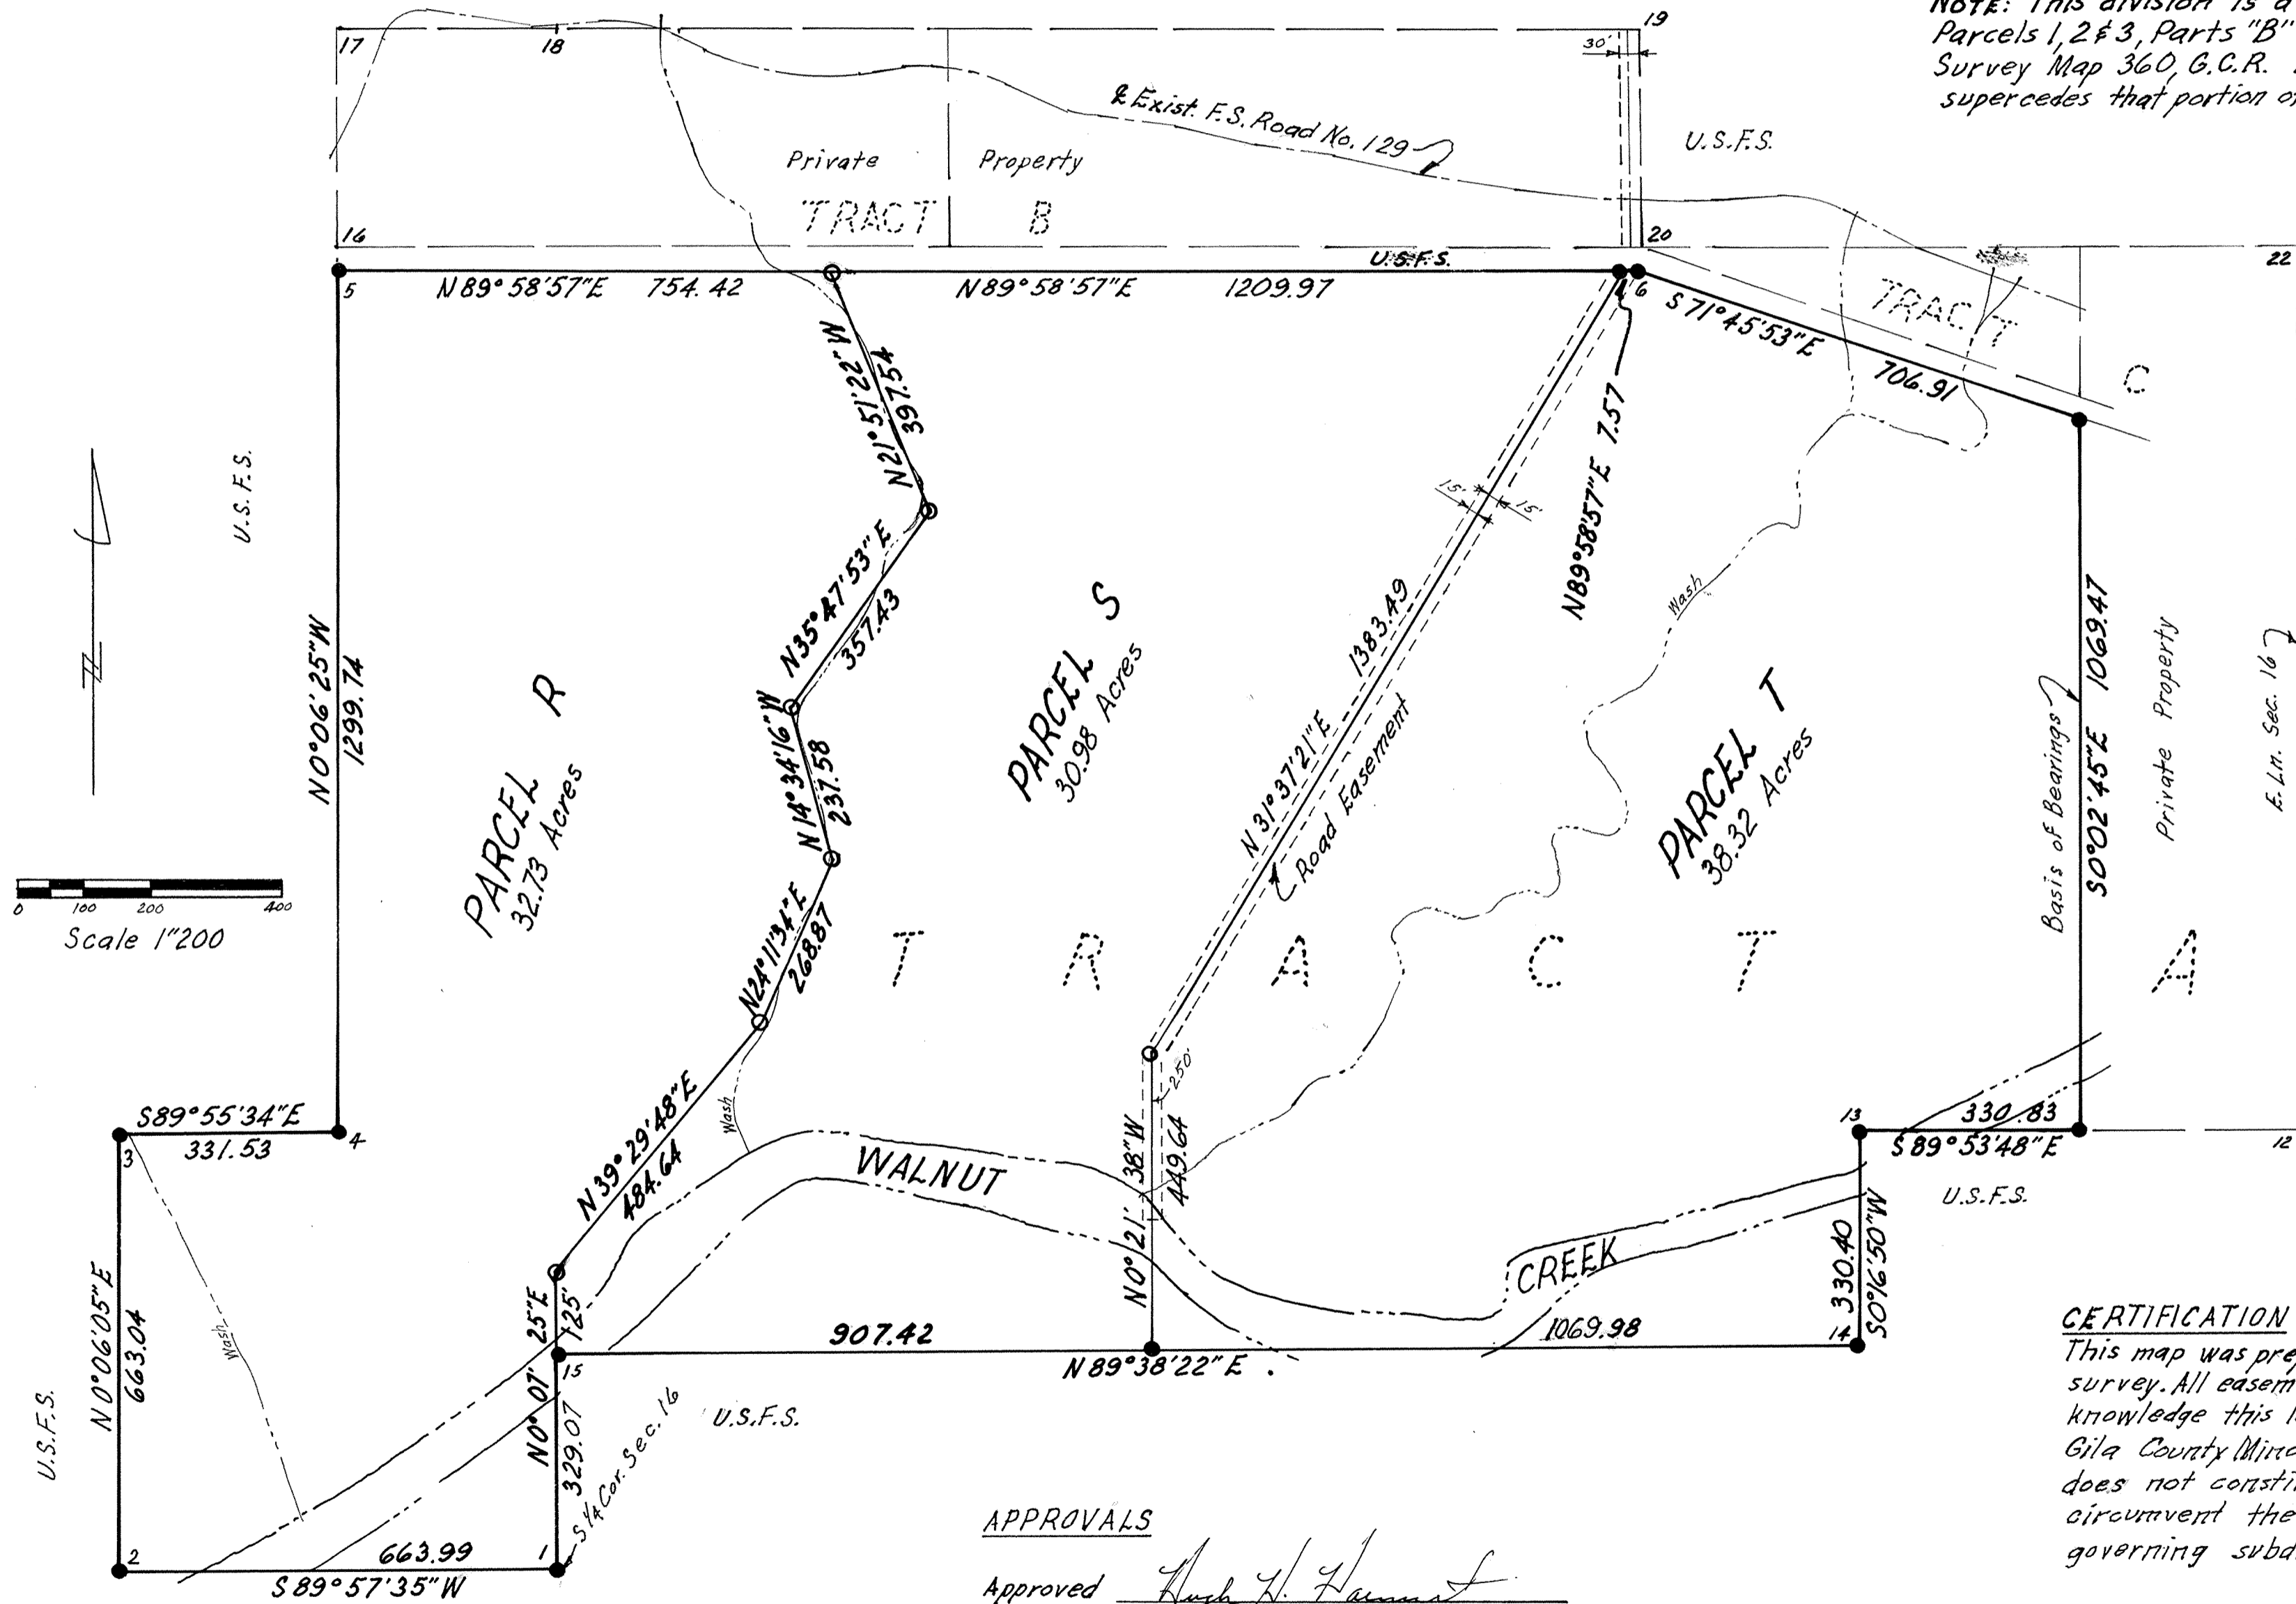 NOTE: This division is a
Parcels 1, 2 & 3, Parts "B"
Survey Map 360, G.C.R.
supercedes that portion of
17
18
19
30'
℄ Exist. F.S. Road No. 129
U.S.F.S.
Private Property
TRACT B
16
20
22
U.S.F.S.
5
N89°58'57"E 754.42
N89°58'57"E 1209.97
6
S71°45'53"E
706.91
TRACT
C
N21°51'22"W
397.54
N89°58'57"E 7.57
15'
15'
U.S.F.S.
N35°47'53"E
357.43
Wash
N0°06'25"W
1299.74
PARCEL R
32.73 Acres
N14°34'16"W
237.58
PARCEL S
30.98 Acres
1383.49
N31°37'21"E
Road Easement
PARCEL T
38.32 Acres
Basis of Bearings
S0°02'45"E 1069.47
Private Property
E. Ln. Sec. 16
0 100 200 400
Scale 1"200
N24°11'34"E
268.87
T R A C T A
N39°29'48"E
484.64
Wash
250'
S89°55'34"E
331.53
3
4
N0°21'38"W
449.64
WALNUT
CREEK
13
330.83
S89°53'48"E
12
U.S.F.S.
330.40
S0°16'50"W
N0°06'05"E
663.04
Wash
U.S.F.S.
N0°07'25"E
125'
329.07
15
907.42
1069.98
14
N89°38'22"E
U.S.F.S.
S 1/4 Cor. Sec. 16
2
663.99
1
S89°57'35"W
CERTIFICATION
This map was prep
survey. All easem
knowledge this
Gila County Mino
does not consti
circumvent the
governing subd
APPROVALS
Approved